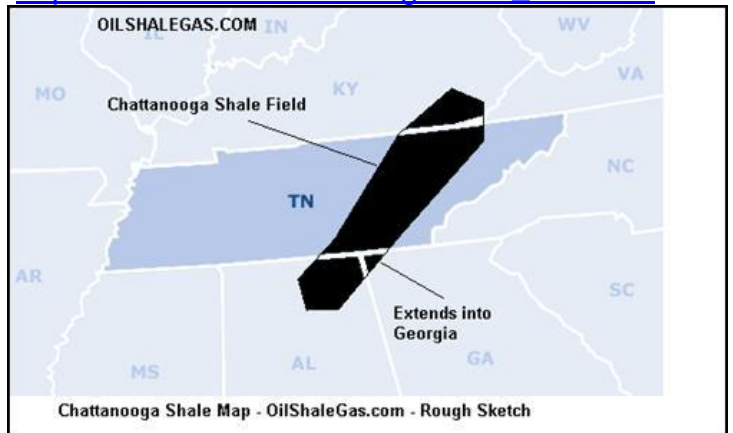 OILSHALEGAS.COM
IL
IN
WV
MO
KY
VA
Chattanooga Shale Field
TN
NC
AR
SC
Extends into
Georgia
MS
AL
GA
Chattanooga Shale Map - OilShaleGas.com - Rough Sketch